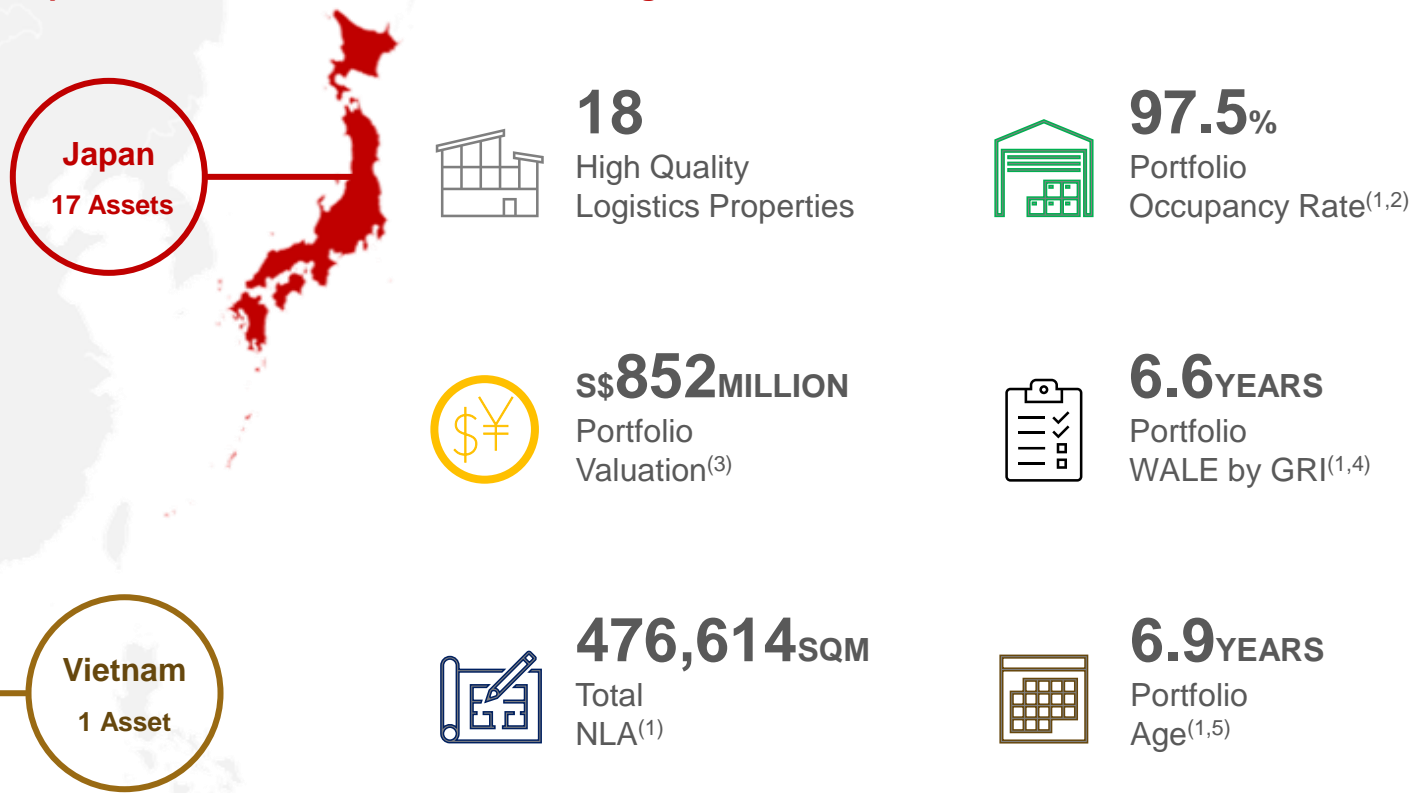 Japan
17 Assets
18
High Quality
Logistics Properties
97.5%
Portfolio
Occupancy Rate(1,2)
S$852MILLION
Portfolio
Valuation(3)
6.6YEARS
Portfolio
WALE by GRI(1,4)
Vietnam
1 Asset
476,614SQM
Total
NLA(1)
6.9YEARS
Portfolio
Age(1,5)